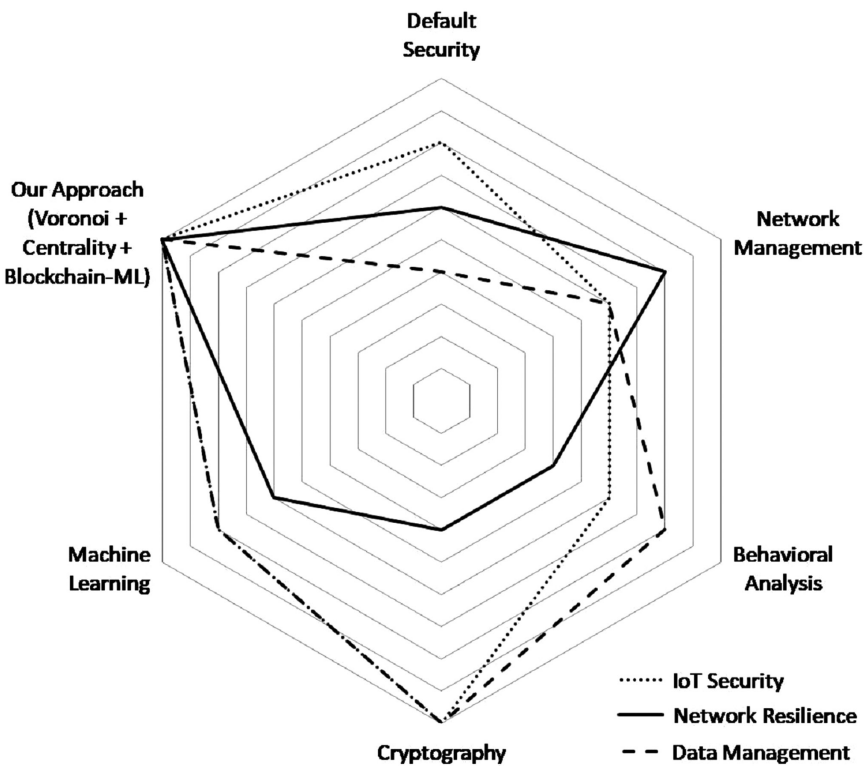 Default
Security
Our Approach
(Voronoi +
Centrality +
Blockchain-ML)
Network
Management
Machine
Learning
Behavioral
Analysis
Cryptography
IoT Security
Network Resilience
Data Management